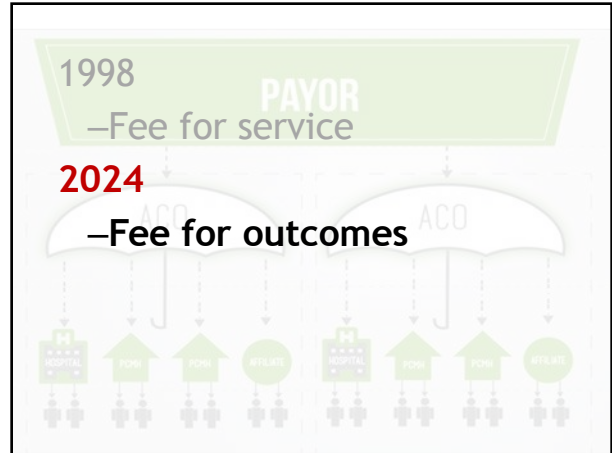 1998
PAYOR
–Fee for service
2024
ACO
ACO
–Fee for outcomes
HOSPITAL
PCMH
PCMH
AFFILIATE
HOSPITAL
PCMH
PCMH
AFFILIATE